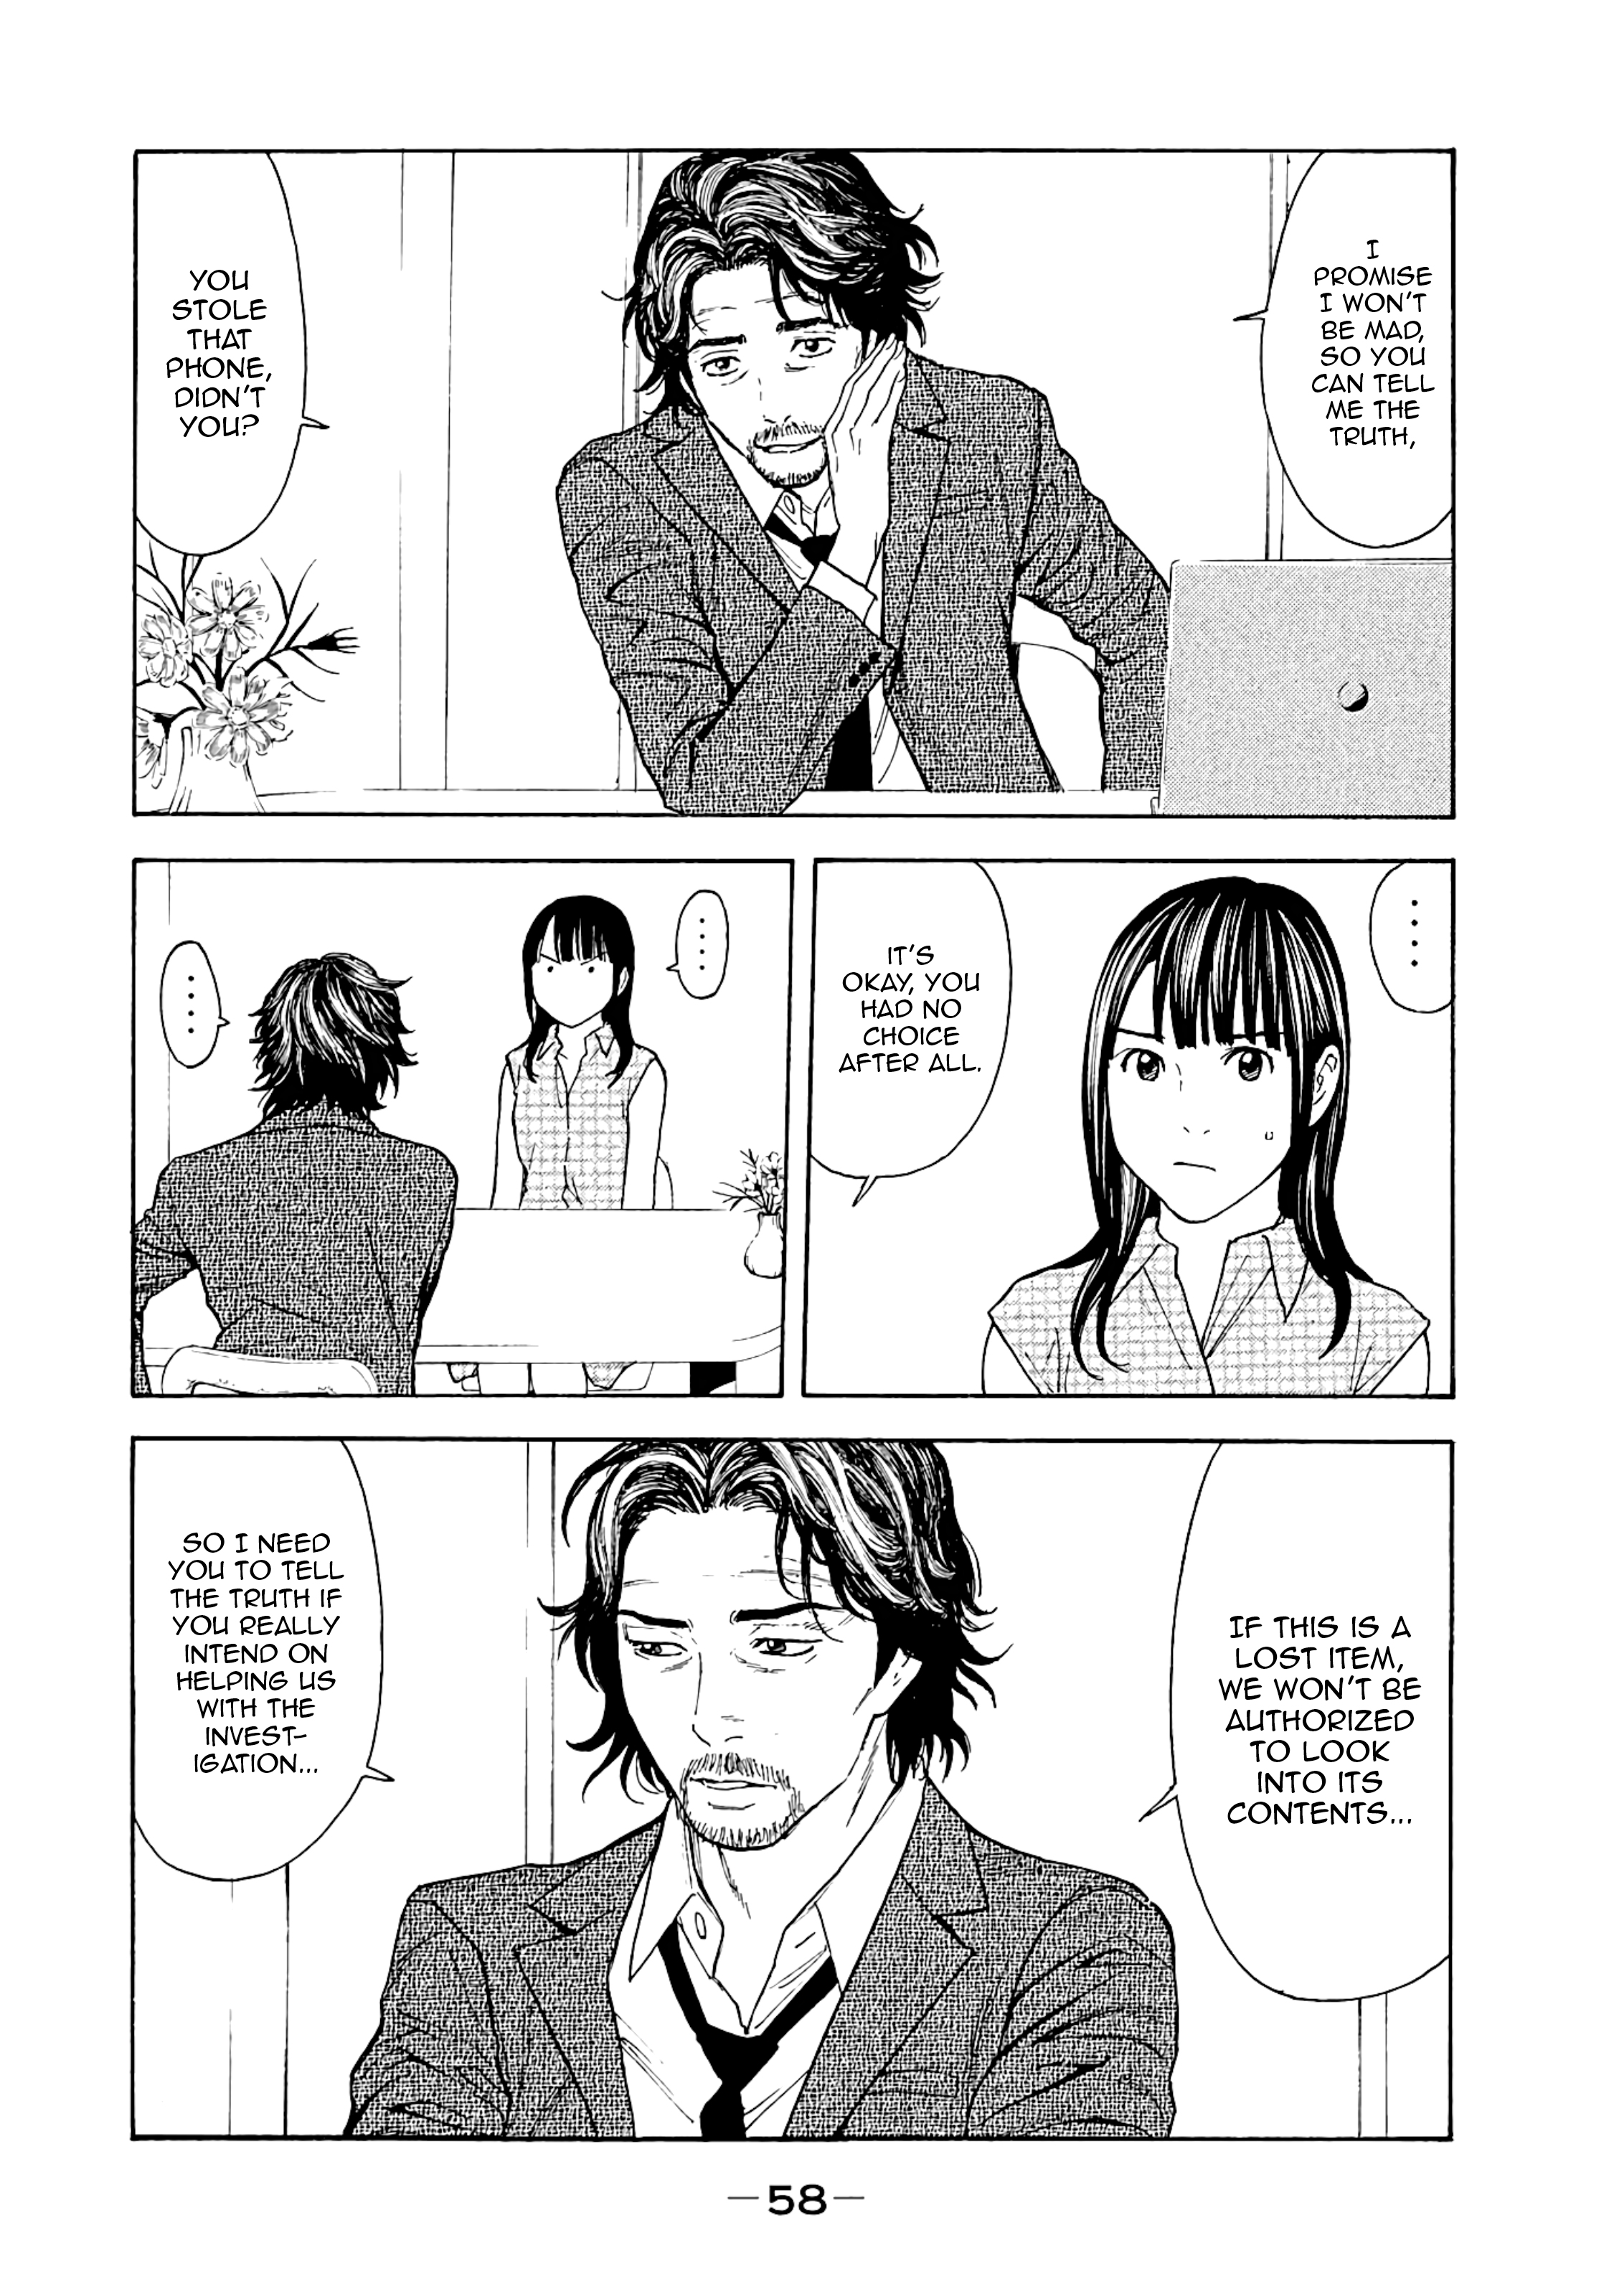 I
PROMISE
I WON'T
BE MAD,
SO YOU
CAN TELL
ME THE
TRUTH,
YOU
STOLE
THAT
PHONE,
DIDN'T
YOU?
....
IT'S
OKAY, YOU
HAD NO
CHOICE
AFTER ALL.
....
....
IF THIS IS A
LOST ITEM,
WE WON'T BE
AUTHORIZED
TO LOOK
INTO ITS
CONTENTS...
SO I NEED
YOU TO TELL
THE TRUTH IF
YOU REALLY
INTEND ON
HELPING US
WITH THE
INVEST-
IGATION...
—58—